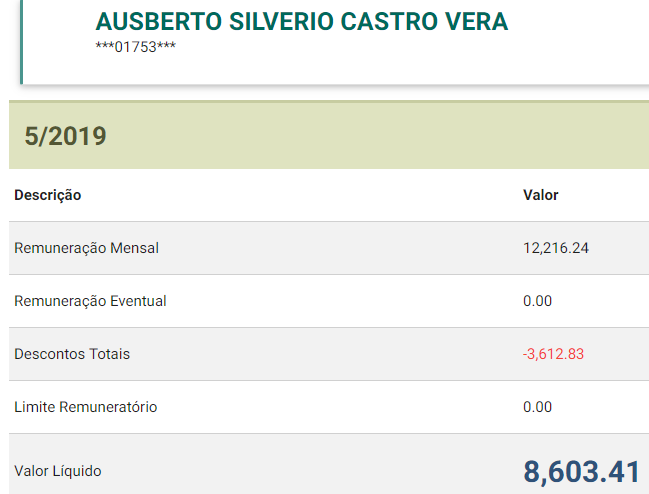 AUSBERTO SILVERIO CASTRO VERA
***01753***
5/2019
Descrição Valor
Remuneração Mensal 12,216.24
Remuneração Eventual 0.00
Descontos Totais -3,612.83
Limite Remuneratório 0.00
Valor Líquido 8,603.41